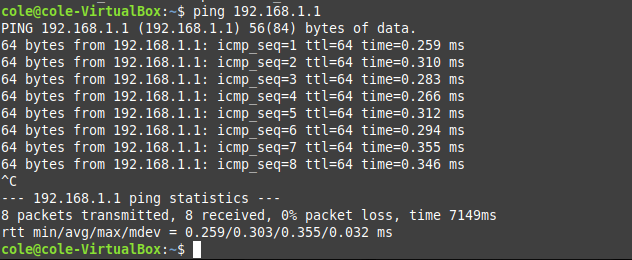 cole@cole-VirtualBox:~$ ping 192.168.1.1
PING 192.168.1.1 (192.168.1.1) 56(84) bytes of data.
64 bytes from 192.168.1.1: icmp_seq=1 ttl=64 time=0.259 ms
64 bytes from 192.168.1.1: icmp_seq=2 ttl=64 time=0.310 ms
64 bytes from 192.168.1.1: icmp_seq=3 ttl=64 time=0.283 ms
64 bytes from 192.168.1.1: icmp_seq=4 ttl=64 time=0.266 ms
64 bytes from 192.168.1.1: icmp_seq=5 ttl=64 time=0.312 ms
64 bytes from 192.168.1.1: icmp_seq=6 ttl=64 time=0.294 ms
64 bytes from 192.168.1.1: icmp_seq=7 ttl=64 time=0.355 ms
64 bytes from 192.168.1.1: icmp_seq=8 ttl=64 time=0.346 ms
^C
--- 192.168.1.1 ping statistics ---
8 packets transmitted, 8 received, 0% packet loss, time 7149ms
rtt min/avg/max/mdev = 0.259/0.303/0.355/0.032 ms
cole@cole-VirtualBox:~$